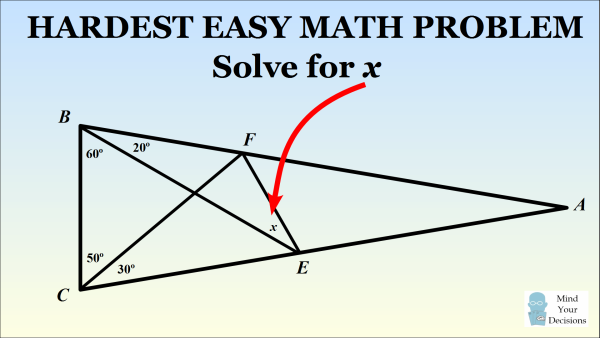 HARDEST EASY MATH PROBLEM
Solve for x
B
F
60º
20º
A
x
50º
30º
E
C
Mind
Your
Decisions